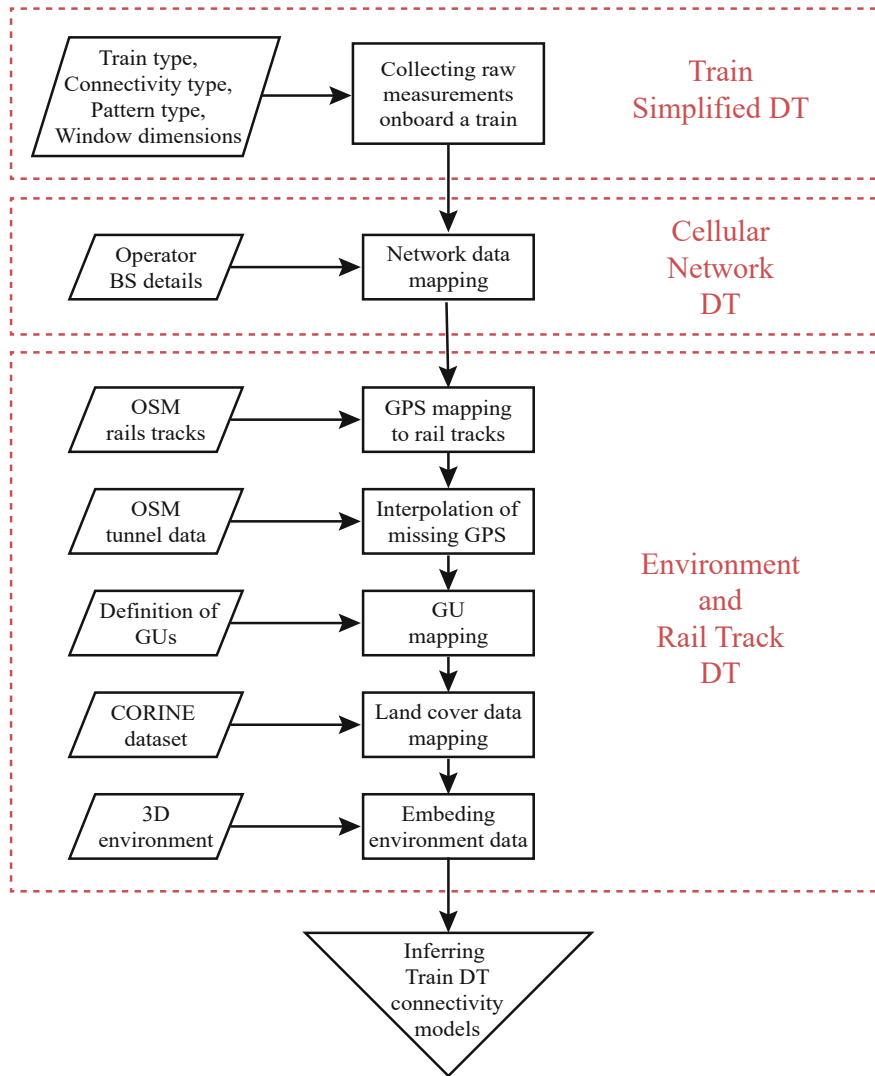 Train type,
Connectivity type,
Pattern type,
Window dimensions
Collecting raw
measurements
onboard a train
Train
Simplified DT
Operator
BS details
Network data
mapping
Cellular
Network
DT
OSM
rails tracks
GPS mapping
to rail tracks
OSM
tunnel data
Interpolation of
missing GPS
Definition of
GUs
GU
mapping
CORINE
dataset
Land cover data
mapping
3D
environment
Embeding
environment data
Environment
and
Rail Track
DT
Inferring
Train DT
connectivity
models